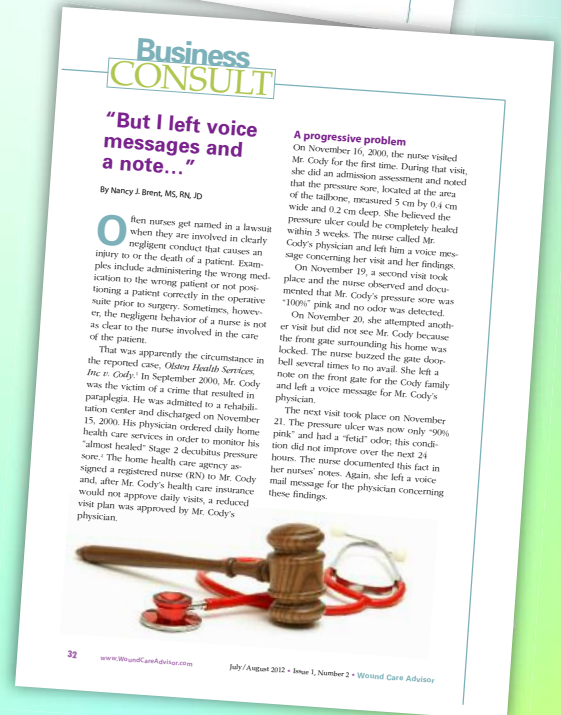 Business
CONSULT
“But I left voice
messages and
a note…”
By Nancy J. Brent, MS, RN, JD
Often nurses get named in a lawsuit
when they are involved in clearly
negligent conduct that causes an
injury to or the death of a patient. Exam-
ples include administering the wrong med-
ication to the wrong patient or not posi-
tioning a patient correctly in the operative
suite prior to surgery. Sometimes, howev-
er, the negligent behavior of a nurse is not
as clear to the nurse involved in the care
of the patient.
That was apparently the circumstance in
the reported case, Olsten Health Services,
Inc v. Cody.¹ In September 2000, Mr. Cody
was the victim of a crime that resulted in
paraplegia. He was admitted to a rehabili-
tation center and discharged on November
15, 2000. His physician ordered daily home
health care services in order to monitor his
“almost healed” Stage 2 decubitus pressure
sore.² The home health care agency as-
signed a registered nurse (RN) to Mr. Cody
and, after Mr. Cody’s health care insurance
would not approve daily visits, a reduced
visit plan was approved by Mr. Cody’s
physician.
A progressive problem
On November 16, 2000, the nurse visited
Mr. Cody for the first time. During that visit,
she did an admission assessment and noted
that the pressure sore, located at the area
of the tailbone, measured 5 cm by 0.4 cm
wide and 0.2 cm deep. She believed the
pressure ulcer could be completely healed
within 3 weeks. The nurse called Mr.
Cody’s physician and left him a voice mes-
sage concerning her visit and her findings.
On November 19, a second visit took
place and the nurse observed and docu-
mented that Mr. Cody’s pressure sore was
“100%” pink and no odor was detected.
On November 20, she attempted anoth-
er visit but did not see Mr. Cody because
the front gate surrounding his home was
locked. The nurse buzzed the gate door-
bell several times to no avail. She left a
note on the front gate for the Cody family
and left a voice message for Mr. Cody’s
physician.
The next visit took place on November
21. The pressure ulcer was now only “90%
pink” and had a “fetid” odor; this condi-
tion did not improve over the next 24
hours. The nurse documented this fact in
her nurses’ notes. Again, she left a voice
mail message for the physician concerning
these findings.
32
www.WoundCareAdvisor.com
July/August 2012 • Issue 1, Number 2 • Wound Care Advisor